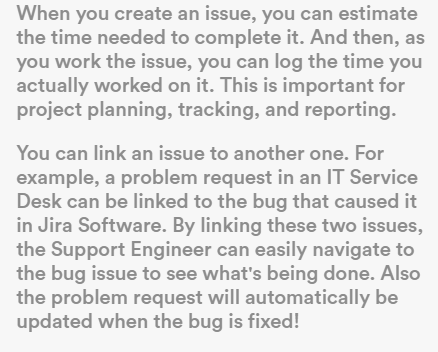 When you create an issue, you can estimate
the time needed to complete it. And then, as
you work the issue, you can log the time you
actually worked on it. This is important for
project planning, tracking, and reporting.
You can link an issue to another one. For
example, a problem request in an IT Service
Desk can be linked to the bug that caused it
in Jira Software. By linking these two issues,
the Support Engineer can easily navigate to
the bug issue to see what's being done. Also
the problem request will automatically be
updated when the bug is fixed!